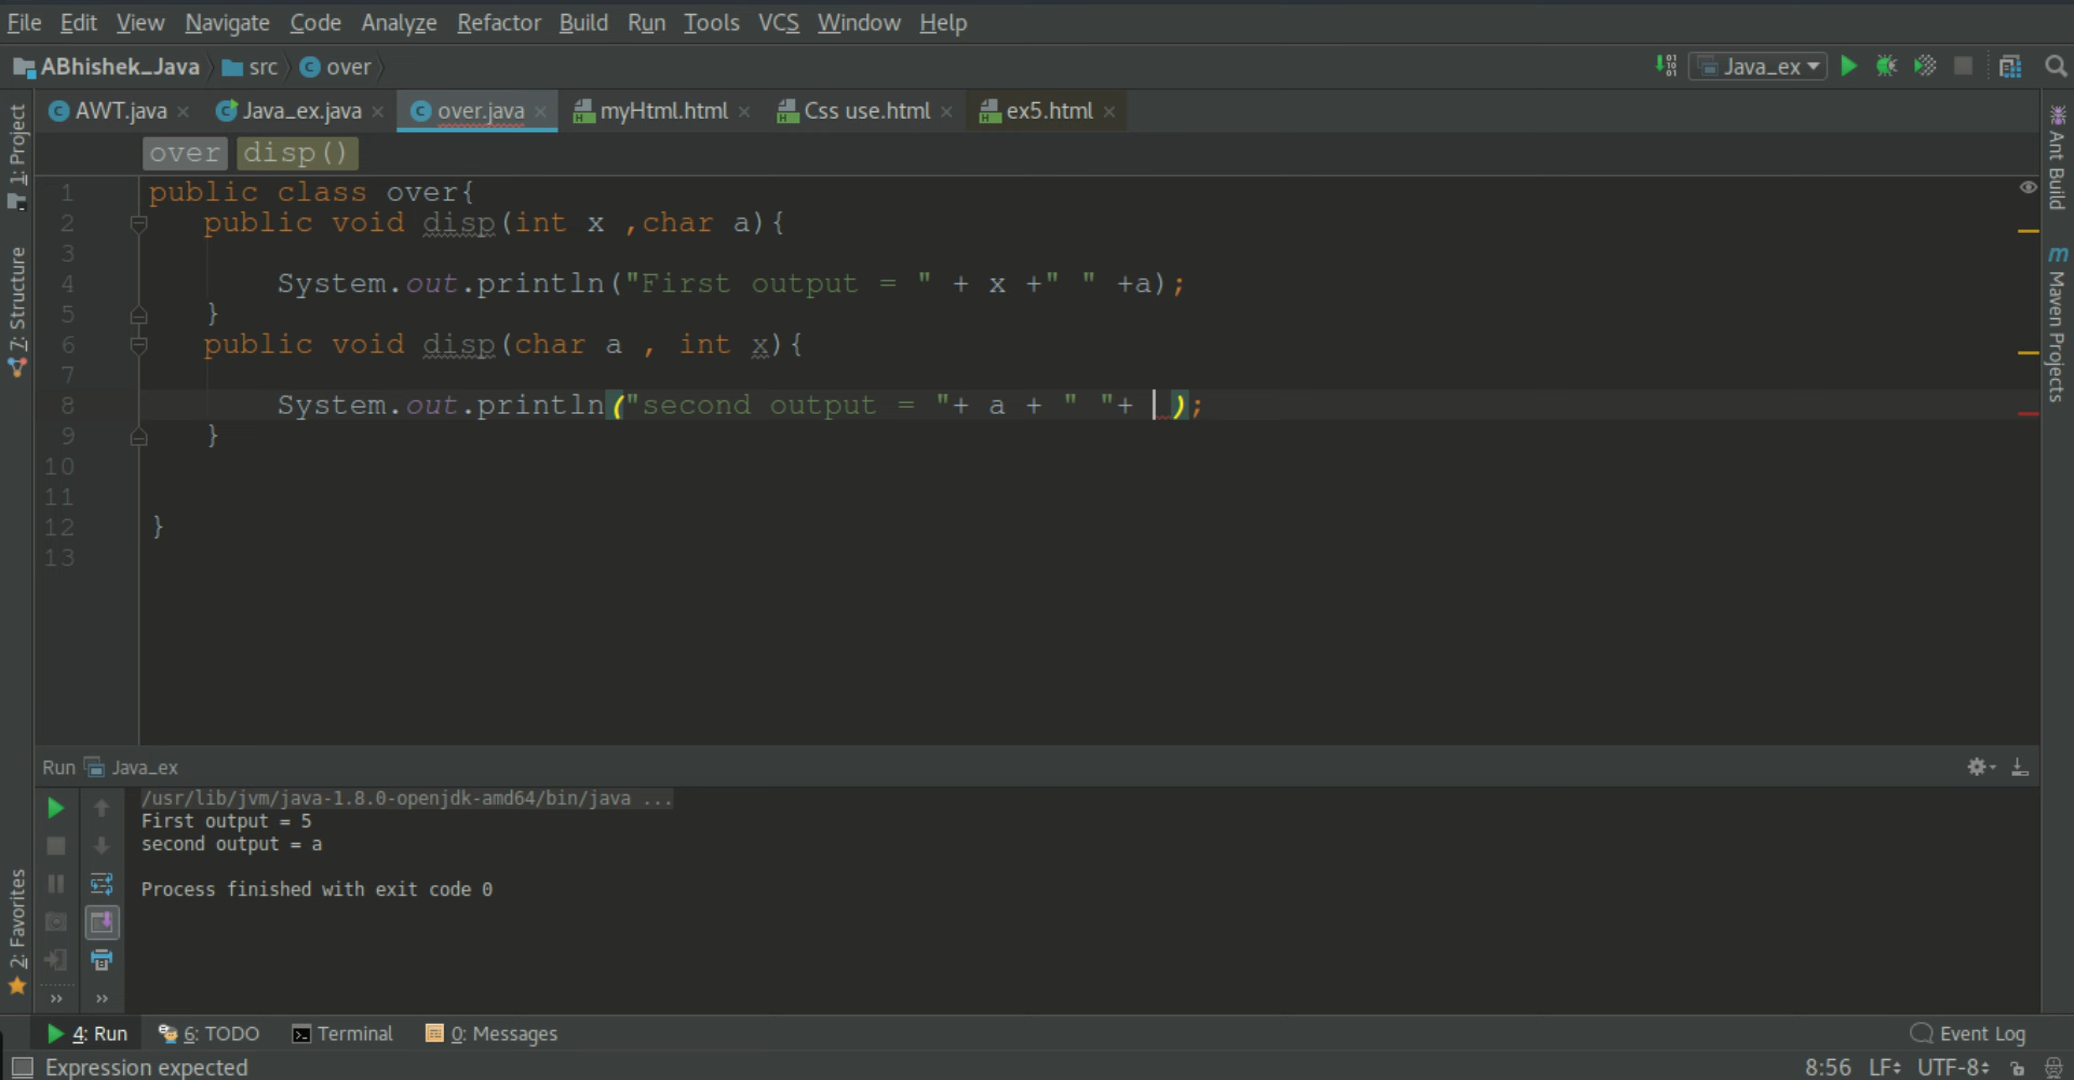 File Edit View Navigate Code Analyze Refactor Build Run Tools VCS Window Help
ABhishek_Java src over Java_ex
AWT.java Java_ex.java over.java myHtml.html Css use.html ex5.html
over disp()
1 public class over{
2 public void disp(int x ,char a){
3
4 System.out.println("First output = " + x +" " +a);
5 }
6 public void disp(char a , int x){
7
8 System.out.println("second output = "+ a + " "+ );
9 }
10
11
12 }
13
1: Project
7: Structure
2: Favorites
Ant Build
Maven Projects
Run Java_ex
/usr/lib/jvm/java-1.8.0-openjdk-amd64/bin/java ...
First output = 5
second output = a
Process finished with exit code 0
4: Run 6: TODO Terminal 0: Messages Event Log
Expression expected 8:56 LF UTF-8